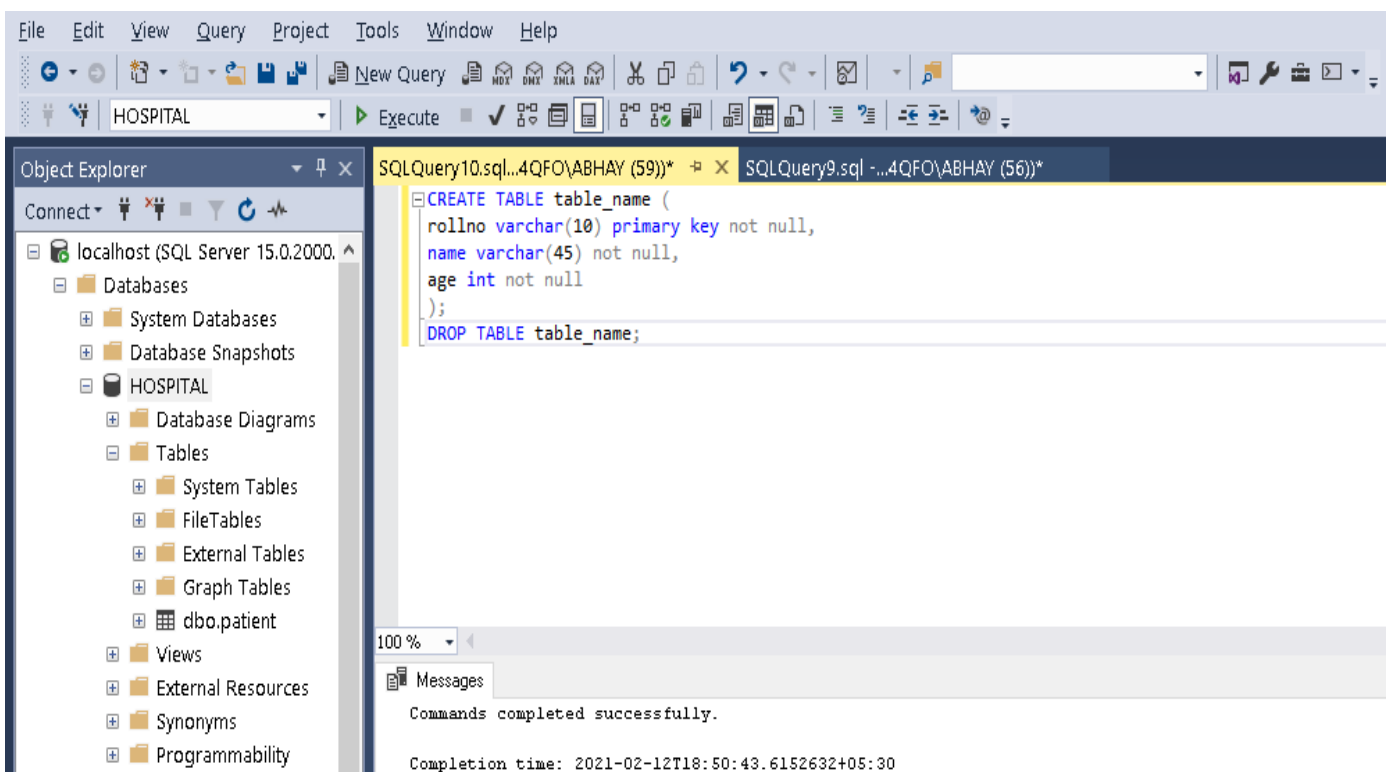 File Edit View Query Project Tools Window Help
New Query MDX DMX XMLA DAX
HOSPITAL Execute
Object Explorer
Connect
localhost (SQL Server 15.0.2000.
Databases
System Databases
Database Snapshots
HOSPITAL
Database Diagrams
Tables
System Tables
FileTables
External Tables
Graph Tables
dbo.patient
Views
External Resources
Synonyms
Programmability
SQLQuery10.sql...4QFO\ABHAY (59))* SQLQuery9.sql -...4QFO\ABHAY (56))*
CREATE TABLE table_name (
rollno varchar(10) primary key not null,
name varchar(45) not null,
age int not null
);
DROP TABLE table_name;
100 %
Messages
Commands completed successfully.
Completion time: 2021-02-12T18:50:43.6152632+05:30